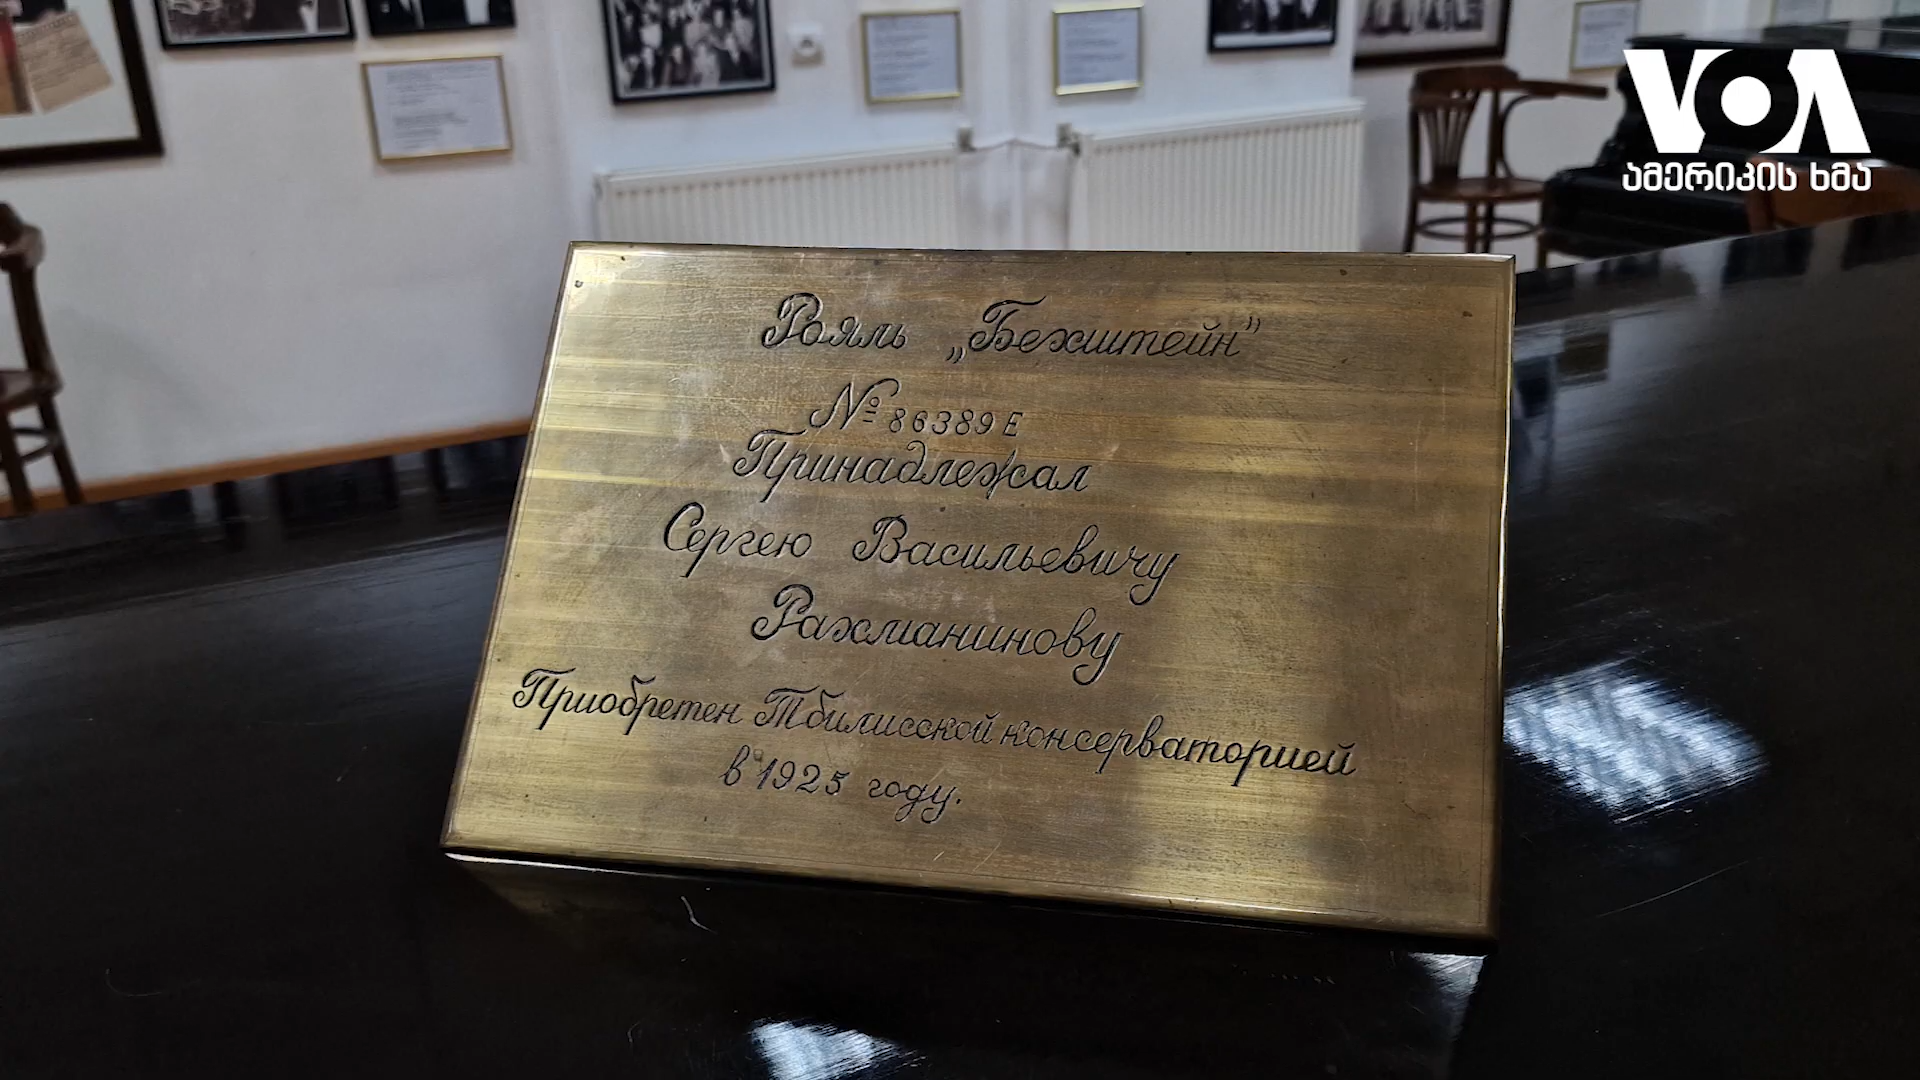 VOA
ამერიკის ხმა
Рояль „Бехштейн"
№ 86389 Е
Принадлежал
Сергею Васильевичу
Рахманинову
Приобретен Тбилисской консерваторией
в 1925 году.